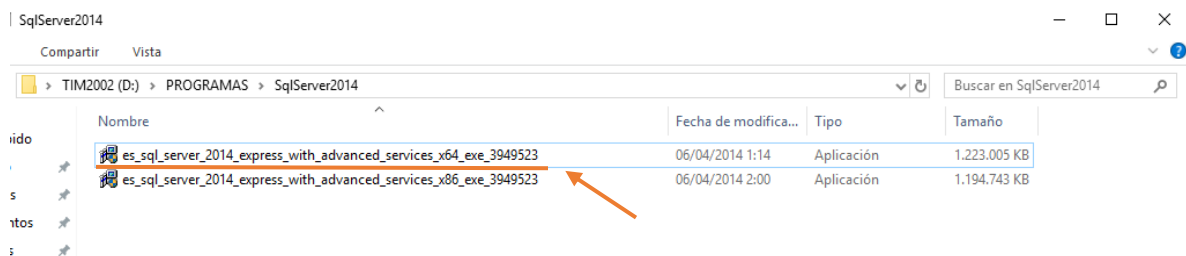 SqlServer2014
Compartir Vista
TIM2002 (D:) > PROGRAMAS > SqlServer2014 Buscar en SqlServer2014
Nombre Fecha de modifica... Tipo Tamaño
es_sql_server_2014_express_with_advanced_services_x64_exe_3949523 06/04/2014 1:14 Aplicación 1.223.005 KB
es_sql_server_2014_express_with_advanced_services_x86_exe_3949523 06/04/2014 2:00 Aplicación 1.194.743 KB